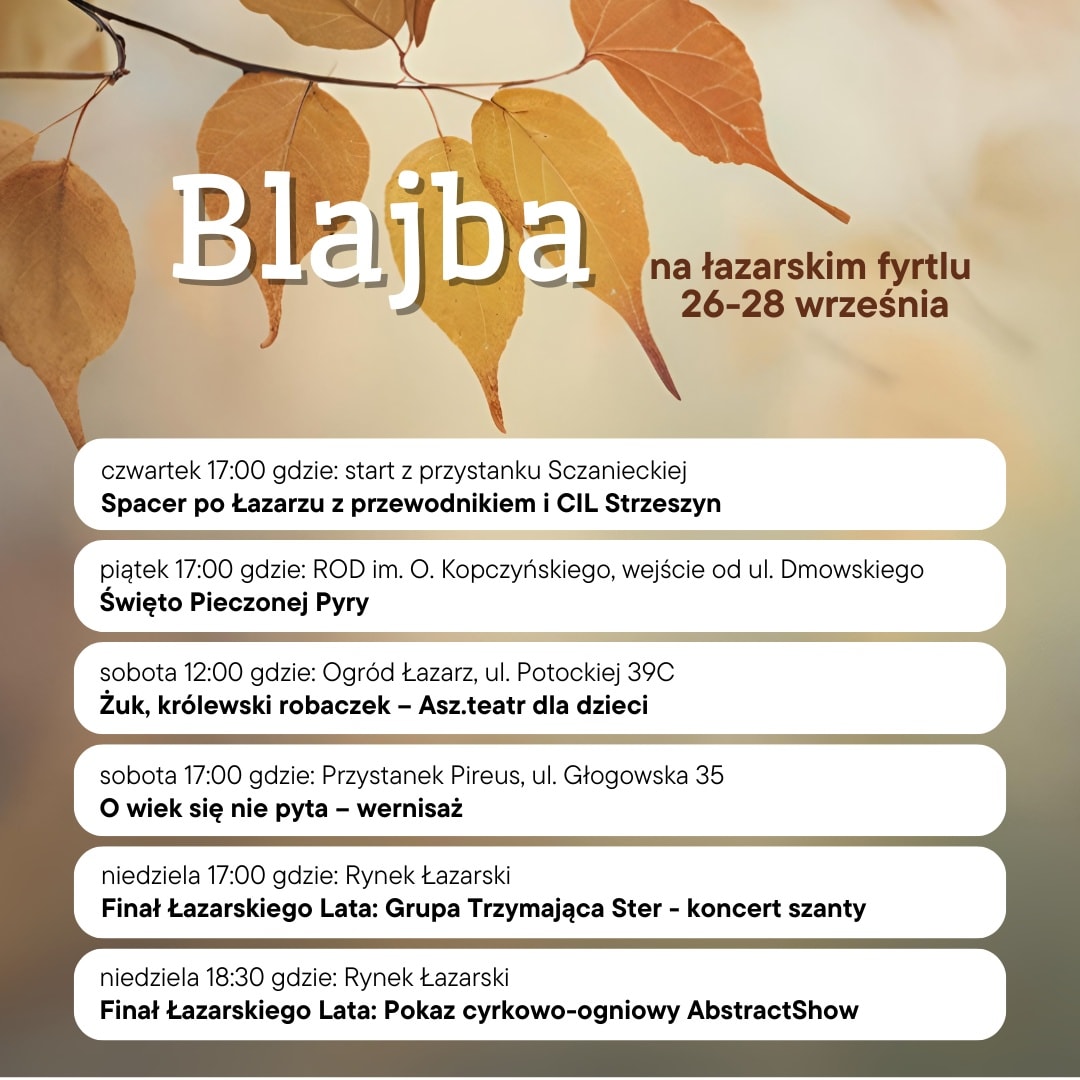 Blajba
na łazarskim fyrtlu
26-28 września
czwartek 17:00 gdzie: start z przystanku Sczanieckiej
Spacer po Łazarzu z przewodnikiem i CIL Strzeszyn
piątek 17:00 gdzie: ROD im. O. Kopczyńskiego, wejście od ul. Dmowskiego
Święto Pieczonej Pyry
sobota 12:00 gdzie: Ogród Łazarz, ul. Potockiej 39C
Żuk, królewski robaczek – Asz.teatr dla dzieci
sobota 17:00 gdzie: Przystanek Pireus, ul. Głogowska 35
O wiek się nie pyta – wernisaż
niedziela 17:00 gdzie: Rynek Łazarski
Finał Łazarskiego Lata: Grupa Trzymająca Ster - koncert szanty
niedziela 18:30 gdzie: Rynek Łazarski
Finał Łazarskiego Lata: Pokaz cyrkowo-ogniowy AbstractShow